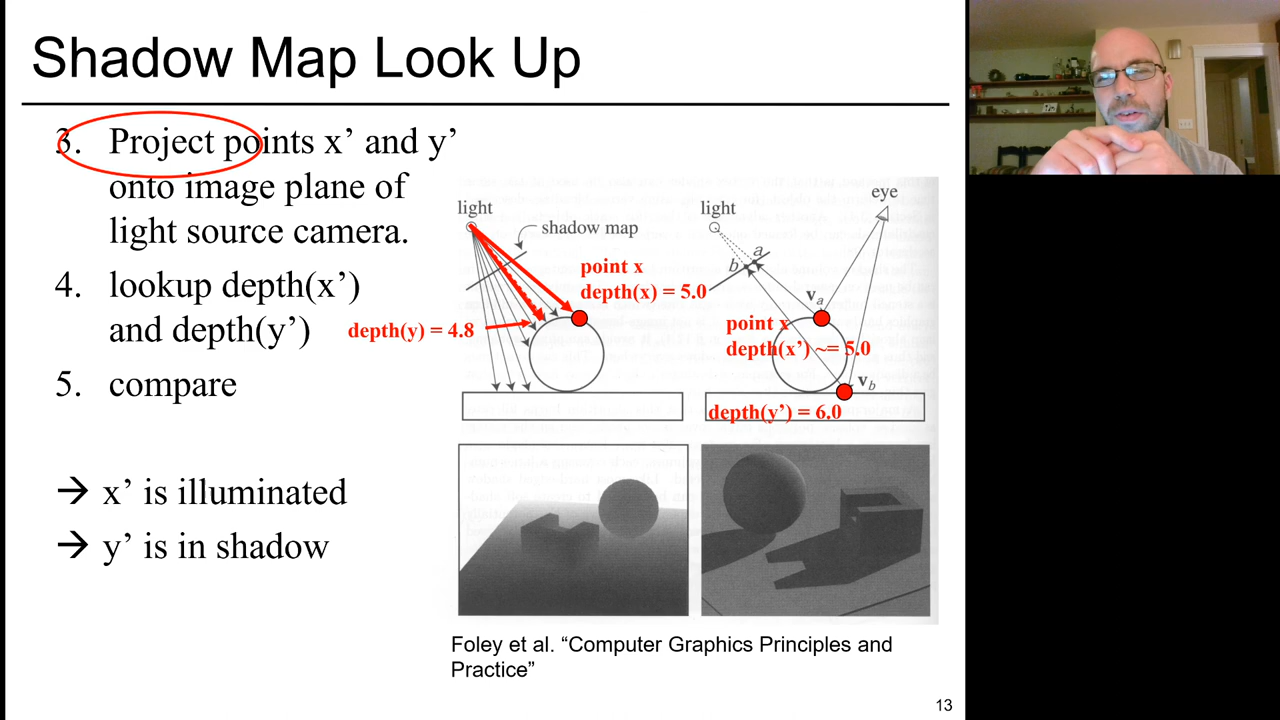 Shadow Map Look Up
3. Project points x’ and y’
onto image plane of
light source camera.
4. lookup depth(x’)
and depth(y’)
5. compare
→ x’ is illuminated
→ y’ is in shadow
light
shadow map
point x
depth(x) = 5.0
depth(y) = 4.8
light
eye
a
b
va
point x
depth(x’) ~= 5.0
vb
depth(y’) = 6.0
Foley et al. “Computer Graphics Principles and
Practice”
13